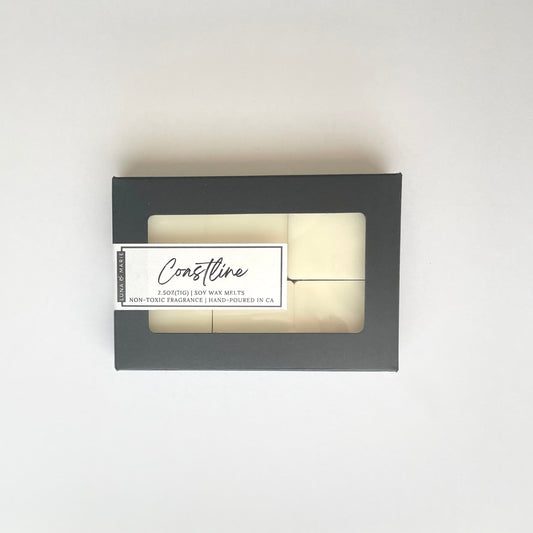 LUNA & MARIE
Coastline
2.5OZ(71G) | SOY WAX MELTS
NON-TOXIC FRAGRANCE | HAND-POURED IN CA